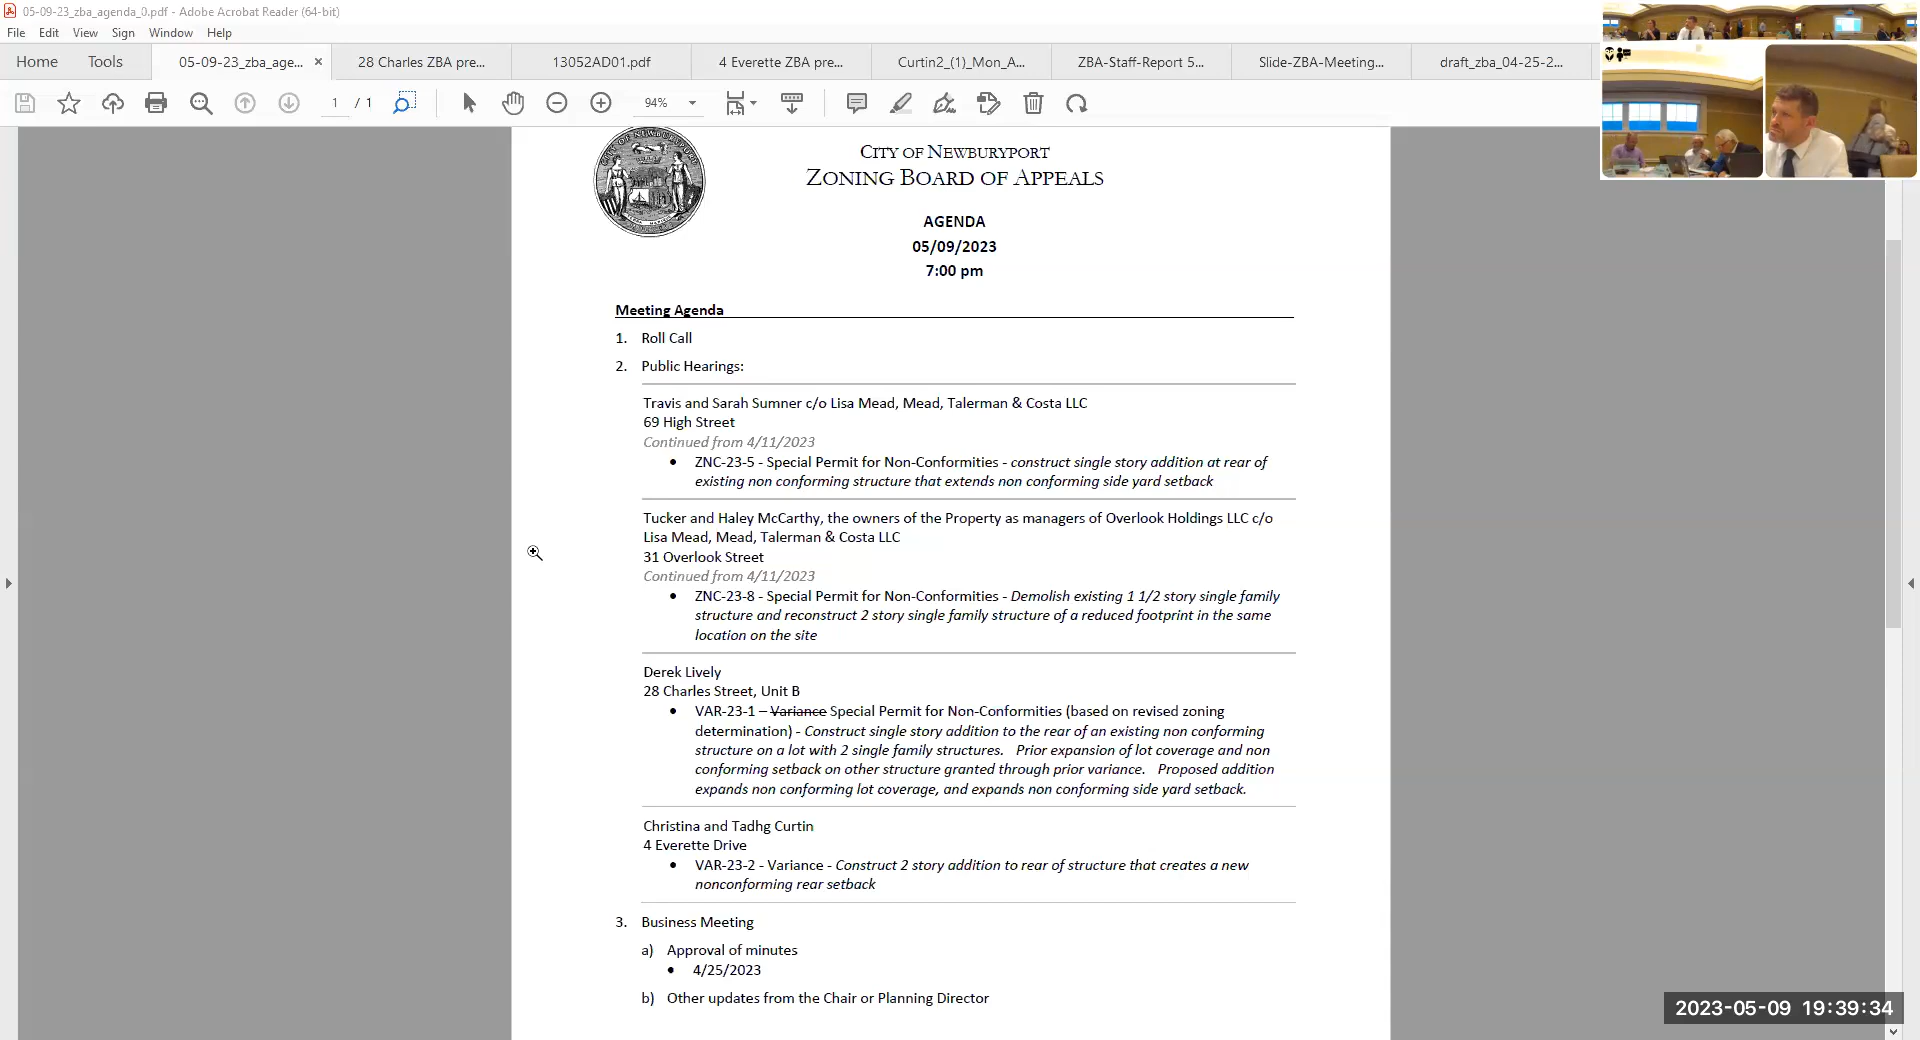 05-09-23_zba_agenda_0.pdf - Adobe Acrobat Reader (64-bit)
File Edit View Sign Window Help
Home Tools 05-09-23_zba_age... × 28 Charles ZBA pre... 13052AD01.pdf 4 Everette ZBA pre... Curtin2_(1)_Mon_A... ZBA-Staff-Report 5... Slide-ZBA-Meeting... draft_zba_04-25-2...
1 / 1 94%
CITY OF NEWBURYPORT
ZONING BOARD OF APPEALS
AGENDA
05/09/2023
7:00 pm
Meeting Agenda
1. Roll Call
2. Public Hearings:
Travis and Sarah Sumner c/o Lisa Mead, Mead, Talerman & Costa LLC
69 High Street
Continued from 4/11/2023
• ZNC-23-5 - Special Permit for Non-Conformities - construct single story addition at rear of
existing non conforming structure that extends non conforming side yard setback
Tucker and Haley McCarthy, the owners of the Property as managers of Overlook Holdings LLC c/o
Lisa Mead, Mead, Talerman & Costa LLC
31 Overlook Street
Continued from 4/11/2023
• ZNC-23-8 - Special Permit for Non-Conformities - Demolish existing 1 1/2 story single family
structure and reconstruct 2 story single family structure of a reduced footprint in the same
location on the site
Derek Lively
28 Charles Street, Unit B
• VAR-23-1 – Variance Special Permit for Non-Conformities (based on revised zoning
determination) - Construct single story addition to the rear of an existing non conforming
structure on a lot with 2 single family structures. Prior expansion of lot coverage and non
conforming setback on other structure granted through prior variance. Proposed addition
expands non conforming lot coverage, and expands non conforming side yard setback.
Christina and Tadhg Curtin
4 Everette Drive
• VAR-23-2 - Variance - Construct 2 story addition to rear of structure that creates a new
nonconforming rear setback
3. Business Meeting
a) Approval of minutes
• 4/25/2023
b) Other updates from the Chair or Planning Director
2023-05-09 19:39:34